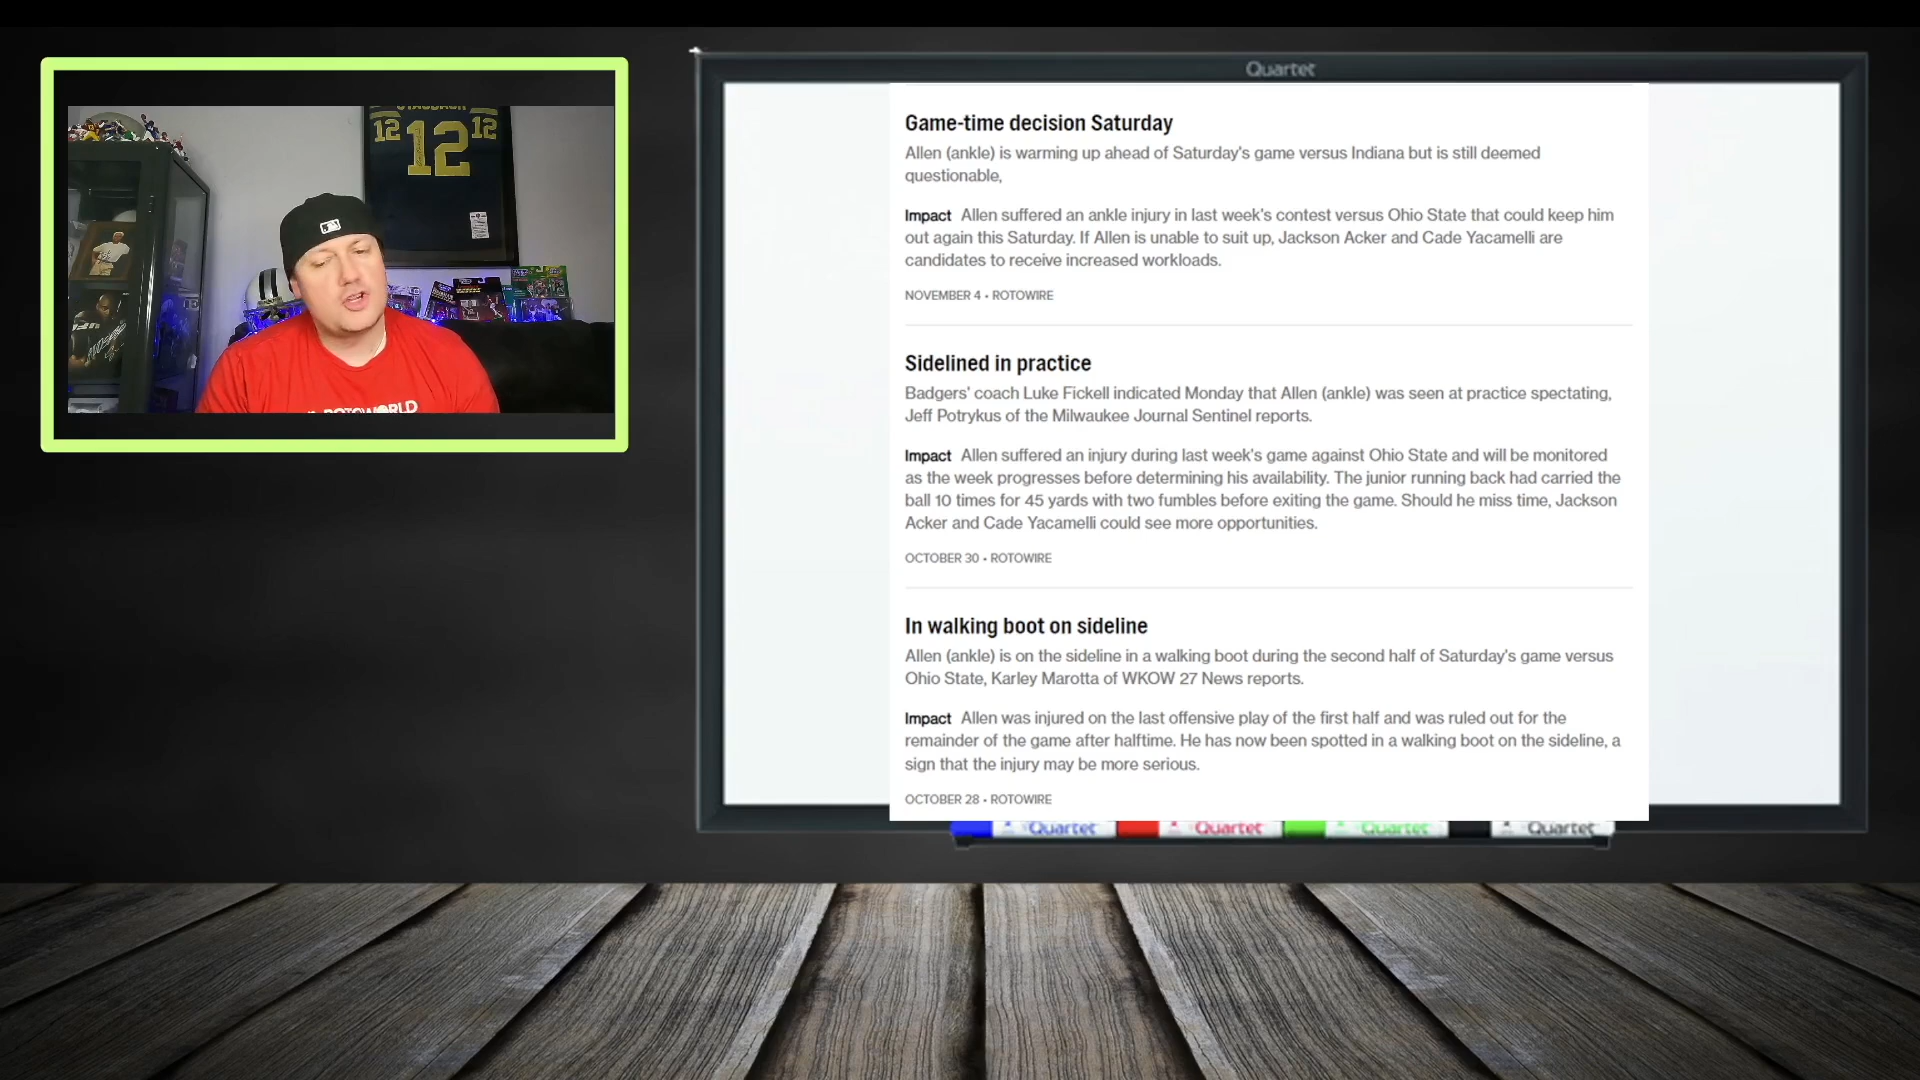 Quartet
12 12 12
ROTOWORLD
Game-time decision Saturday
Allen (ankle) is warming up ahead of Saturday's game versus Indiana but is still deemed
questionable,
Impact Allen suffered an ankle injury in last week's contest versus Ohio State that could keep him
out again this Saturday. If Allen is unable to suit up, Jackson Acker and Cade Yacamelli are
candidates to receive increased workloads.
NOVEMBER 4 • ROTOWIRE
Sidelined in practice
Badgers' coach Luke Fickell indicated Monday that Allen (ankle) was seen at practice spectating,
Jeff Potrykus of the Milwaukee Journal Sentinel reports.
Impact Allen suffered an injury during last week's game against Ohio State and will be monitored
as the week progresses before determining his availability. The junior running back had carried the
ball 10 times for 45 yards with two fumbles before exiting the game. Should he miss time, Jackson
Acker and Cade Yacamelli could see more opportunities.
OCTOBER 30 • ROTOWIRE
In walking boot on sideline
Allen (ankle) is on the sideline in a walking boot during the second half of Saturday's game versus
Ohio State, Karley Marotta of WKOW 27 News reports.
Impact Allen was injured on the last offensive play of the first half and was ruled out for the
remainder of the game after halftime. He has now been spotted in a walking boot on the sideline, a
sign that the injury may be more serious.
OCTOBER 28 • ROTOWIRE
Quartet Quartet Quartet Quartet